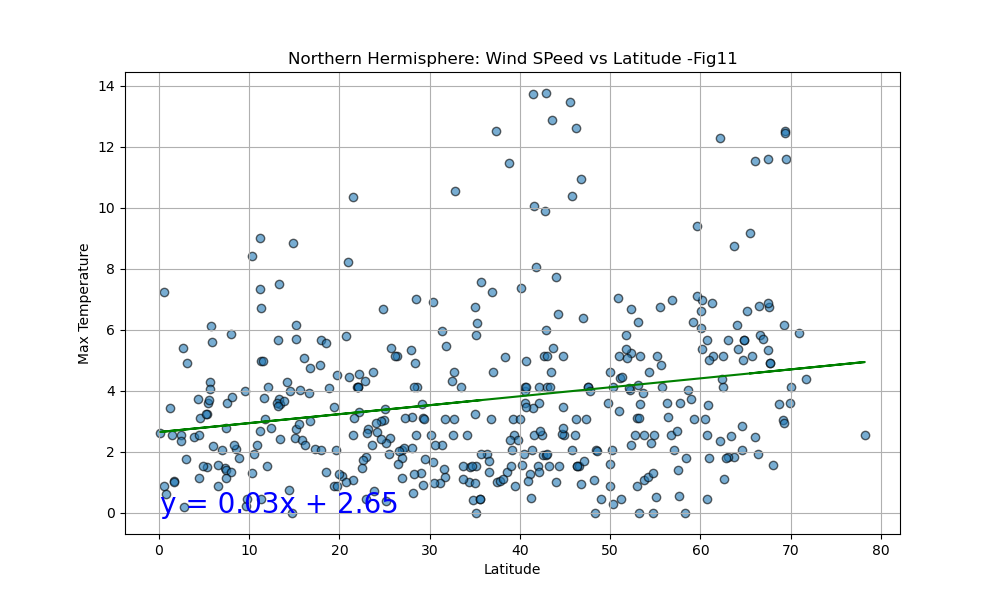 Northern Hermisphere: Wind SPeed vs Latitude -Fig11
Max Temperature
14
12
10
8
6
4
2
0
y = 0.03x + 2.65
0 10 20 30 40 50 60 70 80
Latitude